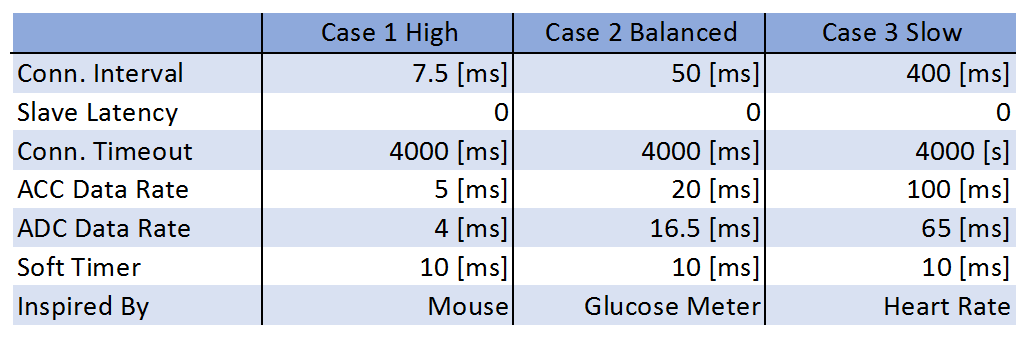 Case 1 High Case 2 Balanced Case 3 Slow
Conn. Interval 7.5 [ms] 50 [ms] 400 [ms]
Slave Latency 0 0 0
Conn. Timeout 4000 [ms] 4000 [ms] 4000 [s]
ACC Data Rate 5 [ms] 20 [ms] 100 [ms]
ADC Data Rate 4 [ms] 16.5 [ms] 65 [ms]
Soft Timer 10 [ms] 10 [ms] 10 [ms]
Inspired By Mouse Glucose Meter Heart Rate